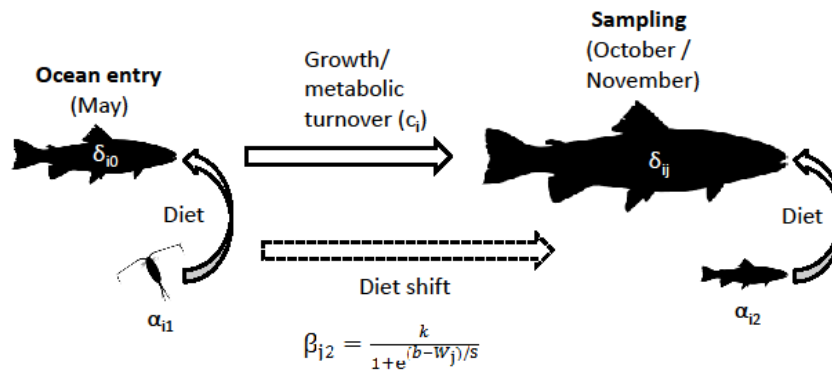 Ocean entry
(May)
δi0
Diet
αi1
Growth/
metabolic
turnover (ci)
Diet shift
βj2 = k / 1+e^(b−Wj)/s
Sampling
(October /
November)
δij
Diet
αi2